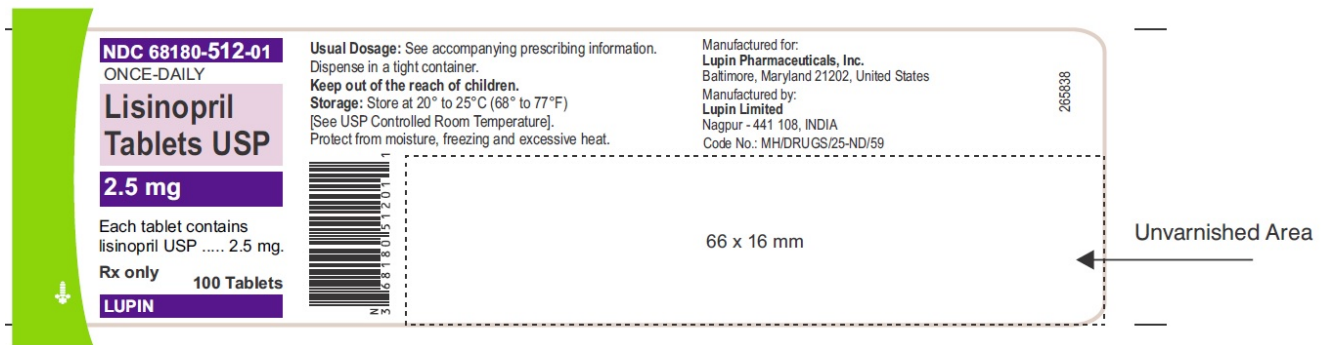 NDC 68180-512-01
ONCE-DAILY
Lisinopril
Tablets USP
2.5 mg
Each tablet contains
lisinopril USP ..... 2.5 mg.
Rx only
100 Tablets
LUPIN
Usual Dosage: See accompanying prescribing information.
Dispense in a tight container.
Keep out of the reach of children.
Storage: Store at 20° to 25°C (68° to 77°F)
[See USP Controlled Room Temperature].
Protect from moisture, freezing and excessive heat.
N
3 68180 51201 1
Manufactured for:
Lupin Pharmaceuticals, Inc.
Baltimore, Maryland 21202, United States
Manufactured by:
Lupin Limited
Nagpur - 441 108, INDIA
Code No.: MH/DRUGS/25-ND/59
265838
66 x 16 mm
Unvarnished Area